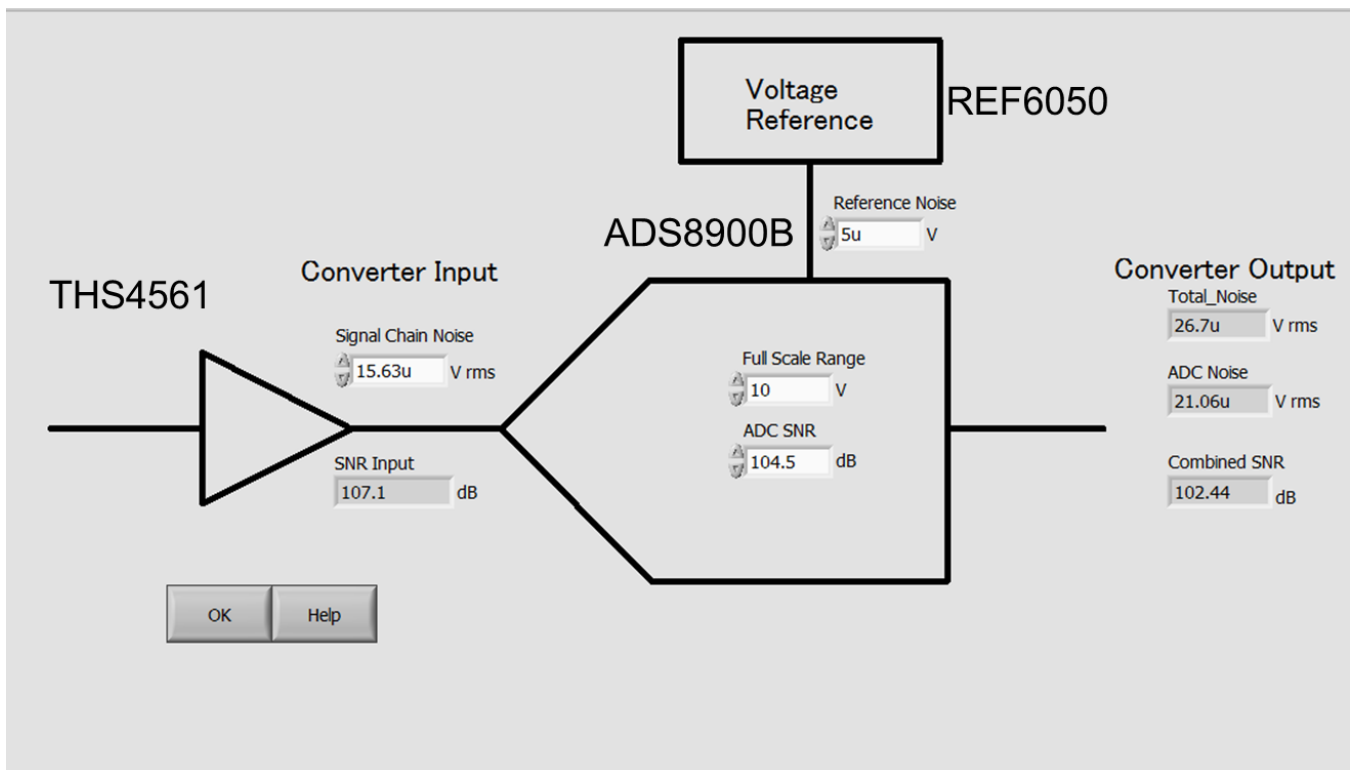 Voltage
Reference
REF6050
Reference Noise
5u V
ADS8900B
Converter Input
THS4561
Signal Chain Noise
15.63u V rms
SNR Input
107.1 dB
Full Scale Range
10 V
ADC SNR
104.5 dB
Converter Output
Total_Noise
26.7u V rms
ADC Noise
21.06u V rms
Combined SNR
102.44 dB
OK Help